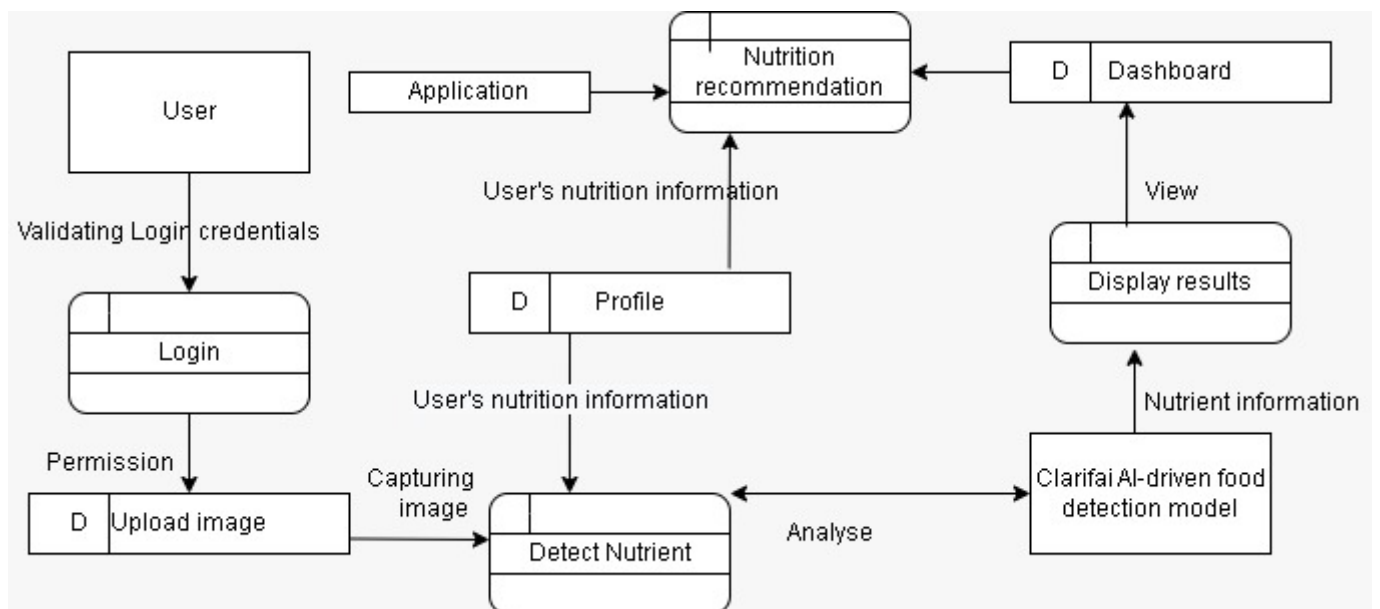 Nutrition
recommendation
D
Dashboard
Application
User
User's nutrition information
View
Validating Login credentials
D
Profile
Display results
Login
User's nutrition information
Nutrient information
Permission
Capturing
image
Clarifai AI-driven food
detection model
D
Upload image
Analyse
Detect Nutrient